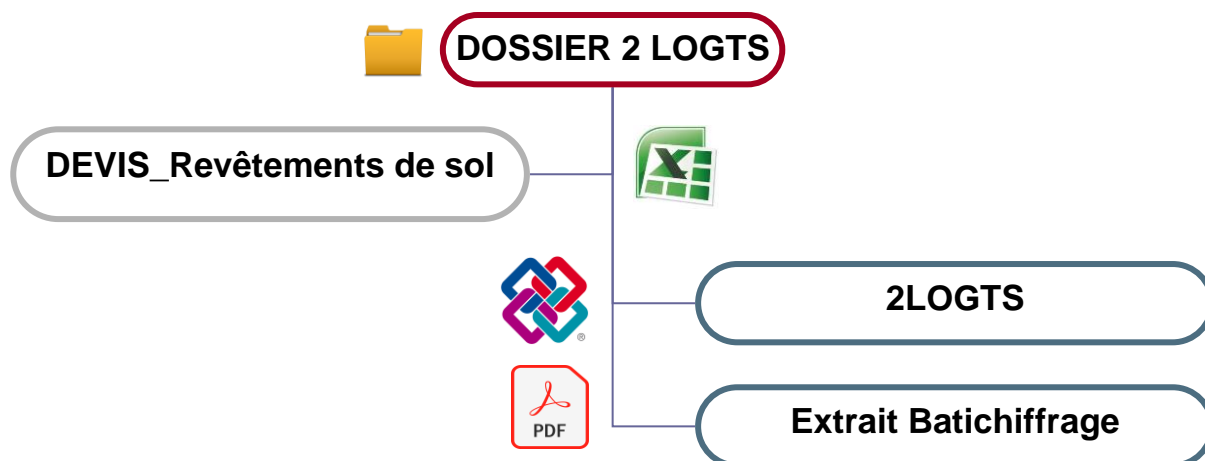 DOSSIER 2 LOGTS
DEVIS_Revêtements de sol
X
2LOGTS
®
PDF
Extrait Batichiffrage